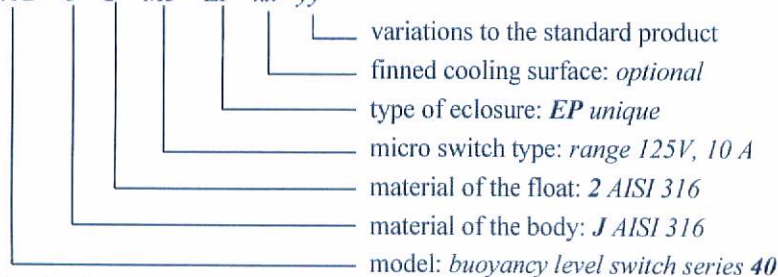 variations to the standard product
finned cooling surface: optional
type of eclosure: EP unique
micro switch type: range 125V, 10 A
material of the float: 2 AISI 316
material of the body: J AISI 316
model: buoyancy level switch series 40